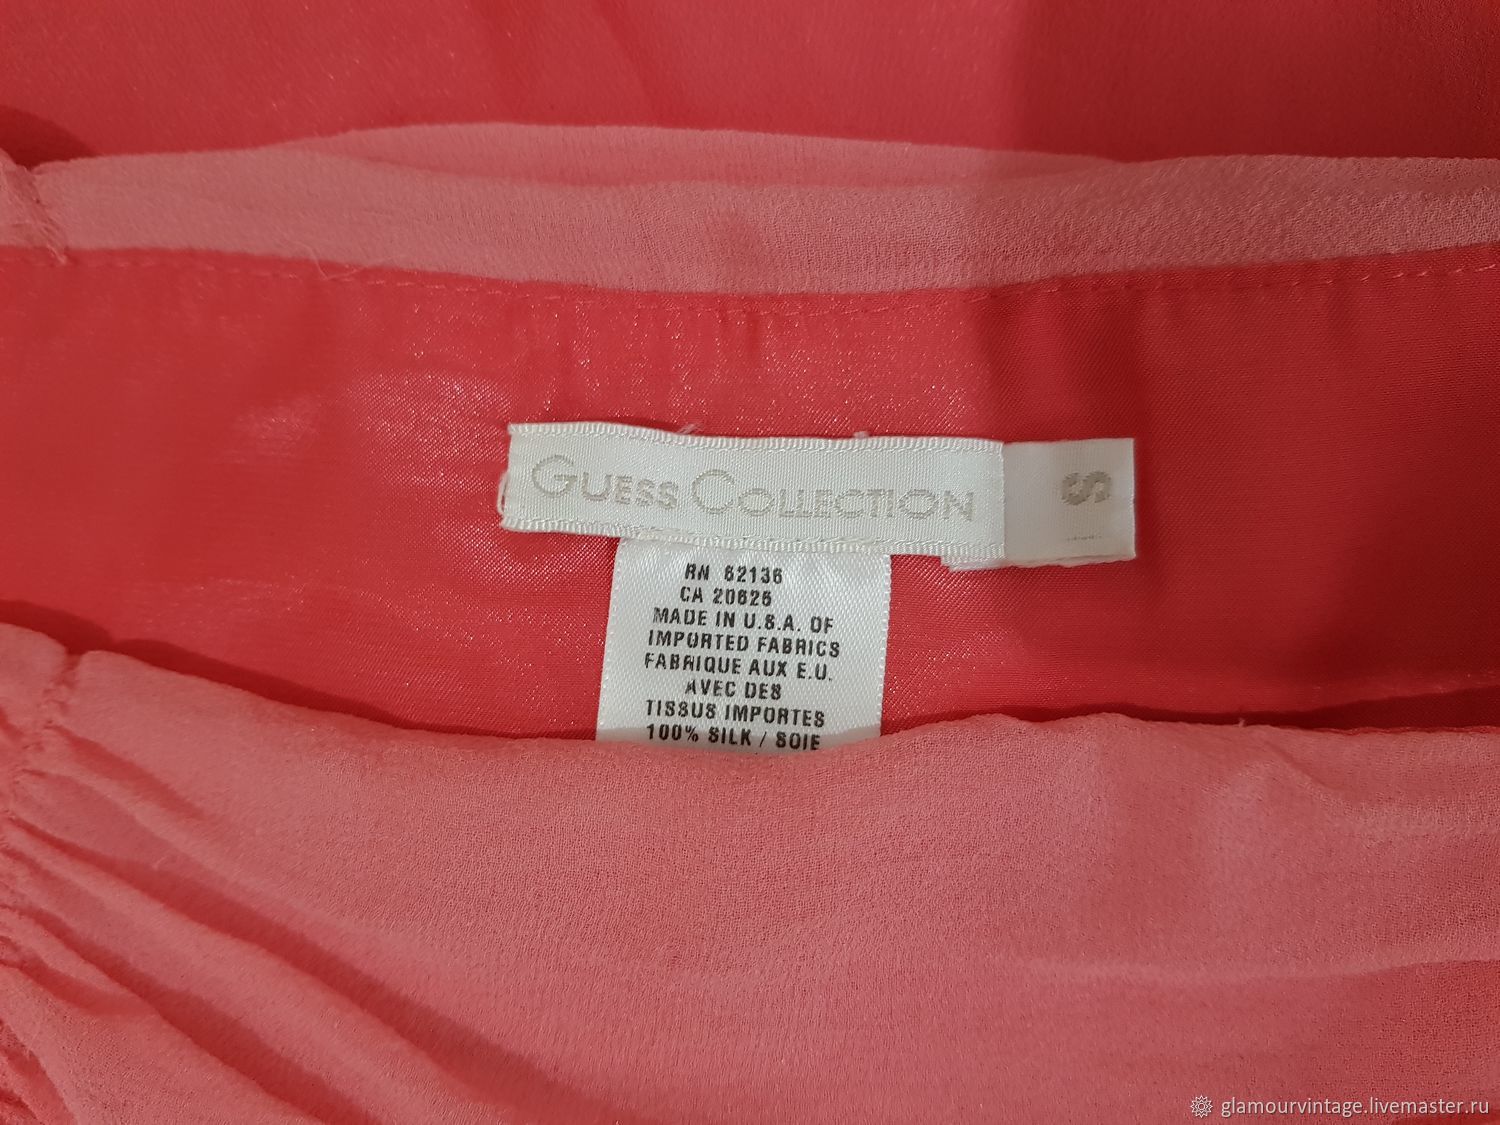 GUESS COLLECTION
S
RN 62136
CA 20626
MADE IN U.S.A. OF
IMPORTED FABRICS
FABRIQUE AUX E.U.
AVEC DES
TISSUS IMPORTES
100% SILK / SOIE
glamourvintage.livemaster.ru